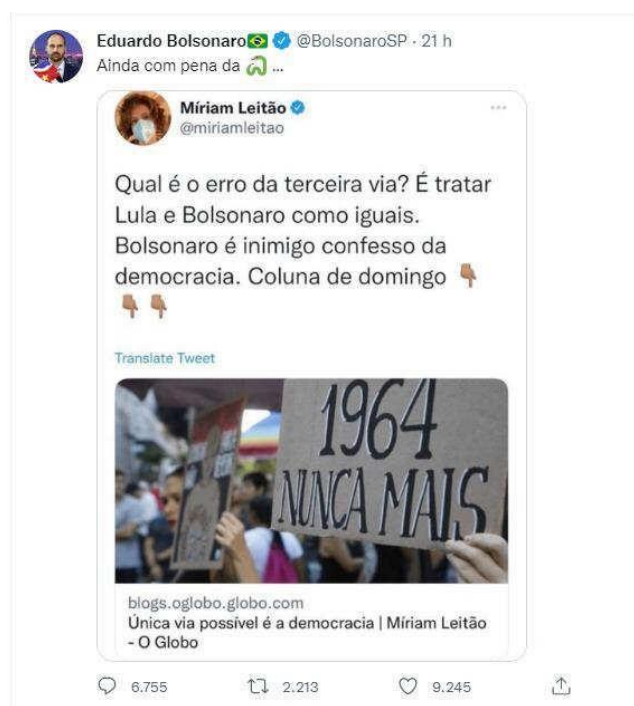 Eduardo Bolsonaro🇧🇷 @BolsonaroSP · 21 h
Ainda com pena da 🐍 ...
Míriam Leitão
@miriamleitao
Qual é o erro da terceira via? É tratar
Lula e Bolsonaro como iguais.
Bolsonaro é inimigo confesso da
democracia. Coluna de domingo 👇🏽
👇🏽 👇🏽
Translate Tweet
1964
NUNCA MAIS
blogs.oglobo.globo.com
Única via possível é a democracia | Míriam Leitão
- O Globo
6.755 2.213 9.245